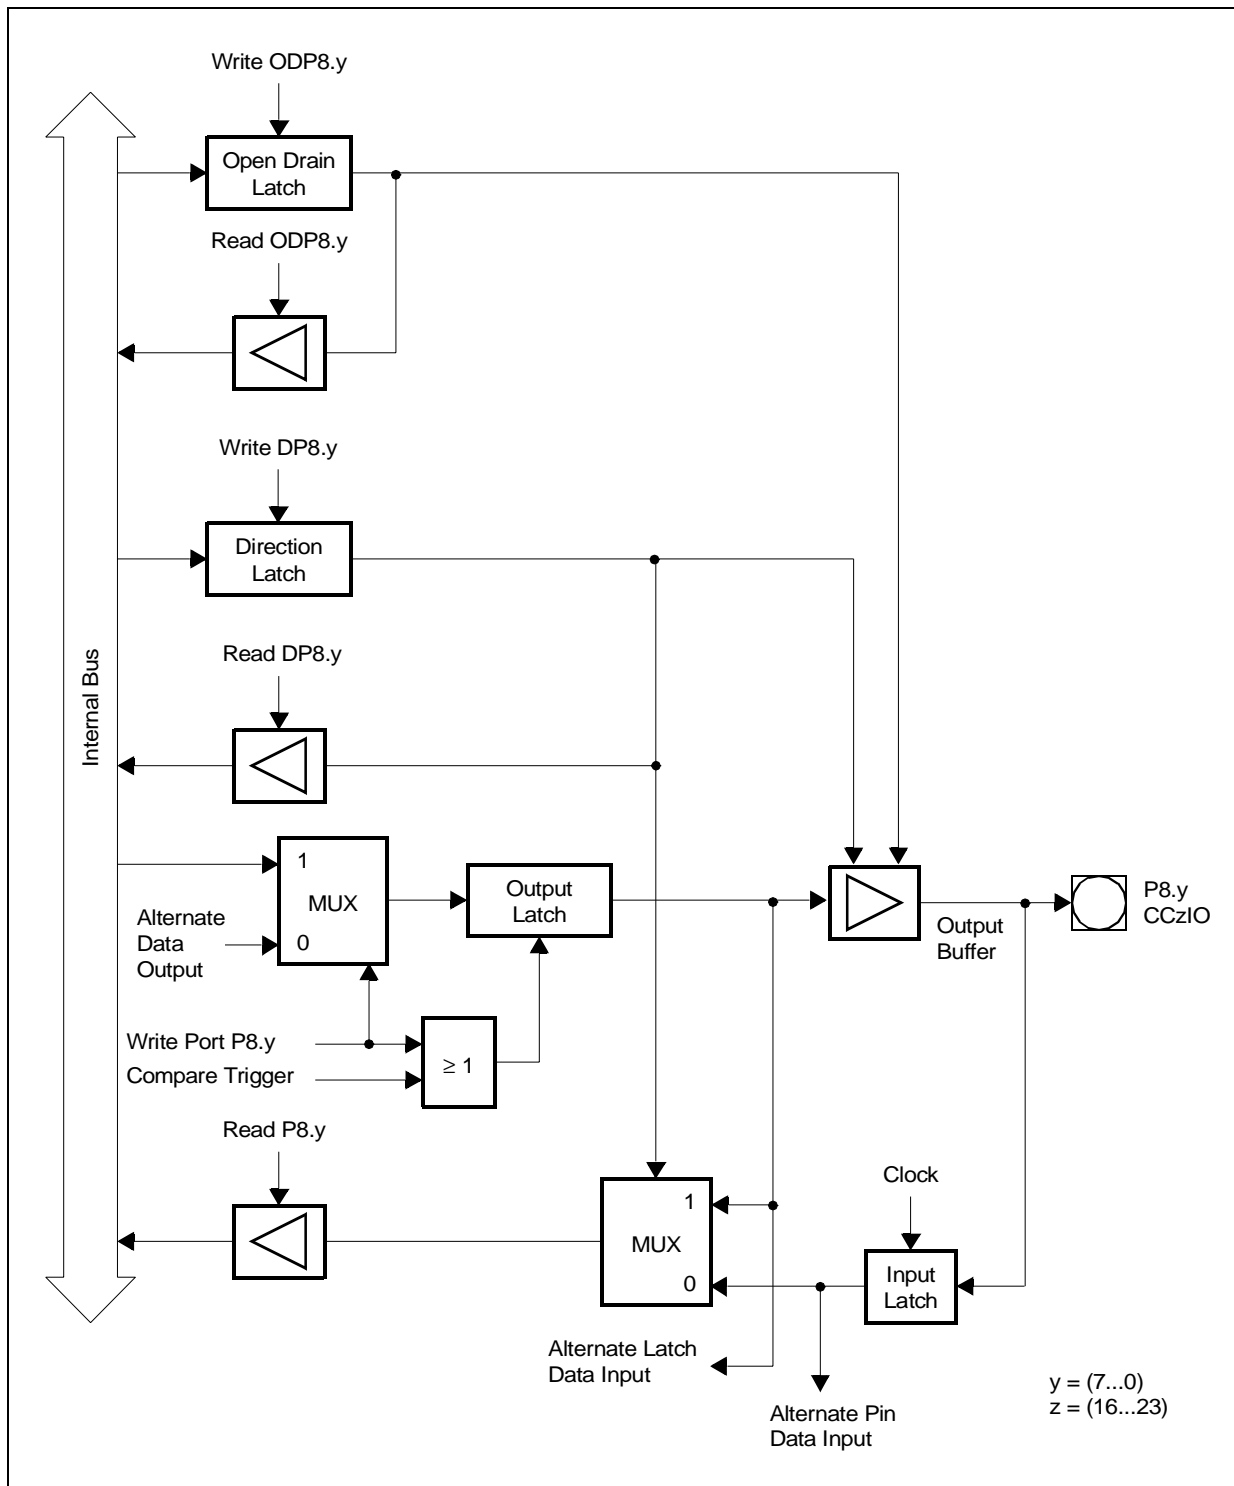 Write ODP8.y
Open Drain
Latch
Read ODP8.y
Write DP8.y
Direction
Latch
Internal Bus
Read DP8.y
1
MUX
0
Output
Latch
Alternate
Data
Output
Output
Buffer
P8.y
CCzIO
Write Port P8.y
Compare Trigger
≥ 1
Read P8.y
1
MUX
0
Clock
Input
Latch
Alternate Latch
Data Input
Alternate Pin
Data Input
y = (7...0)
z = (16...23)